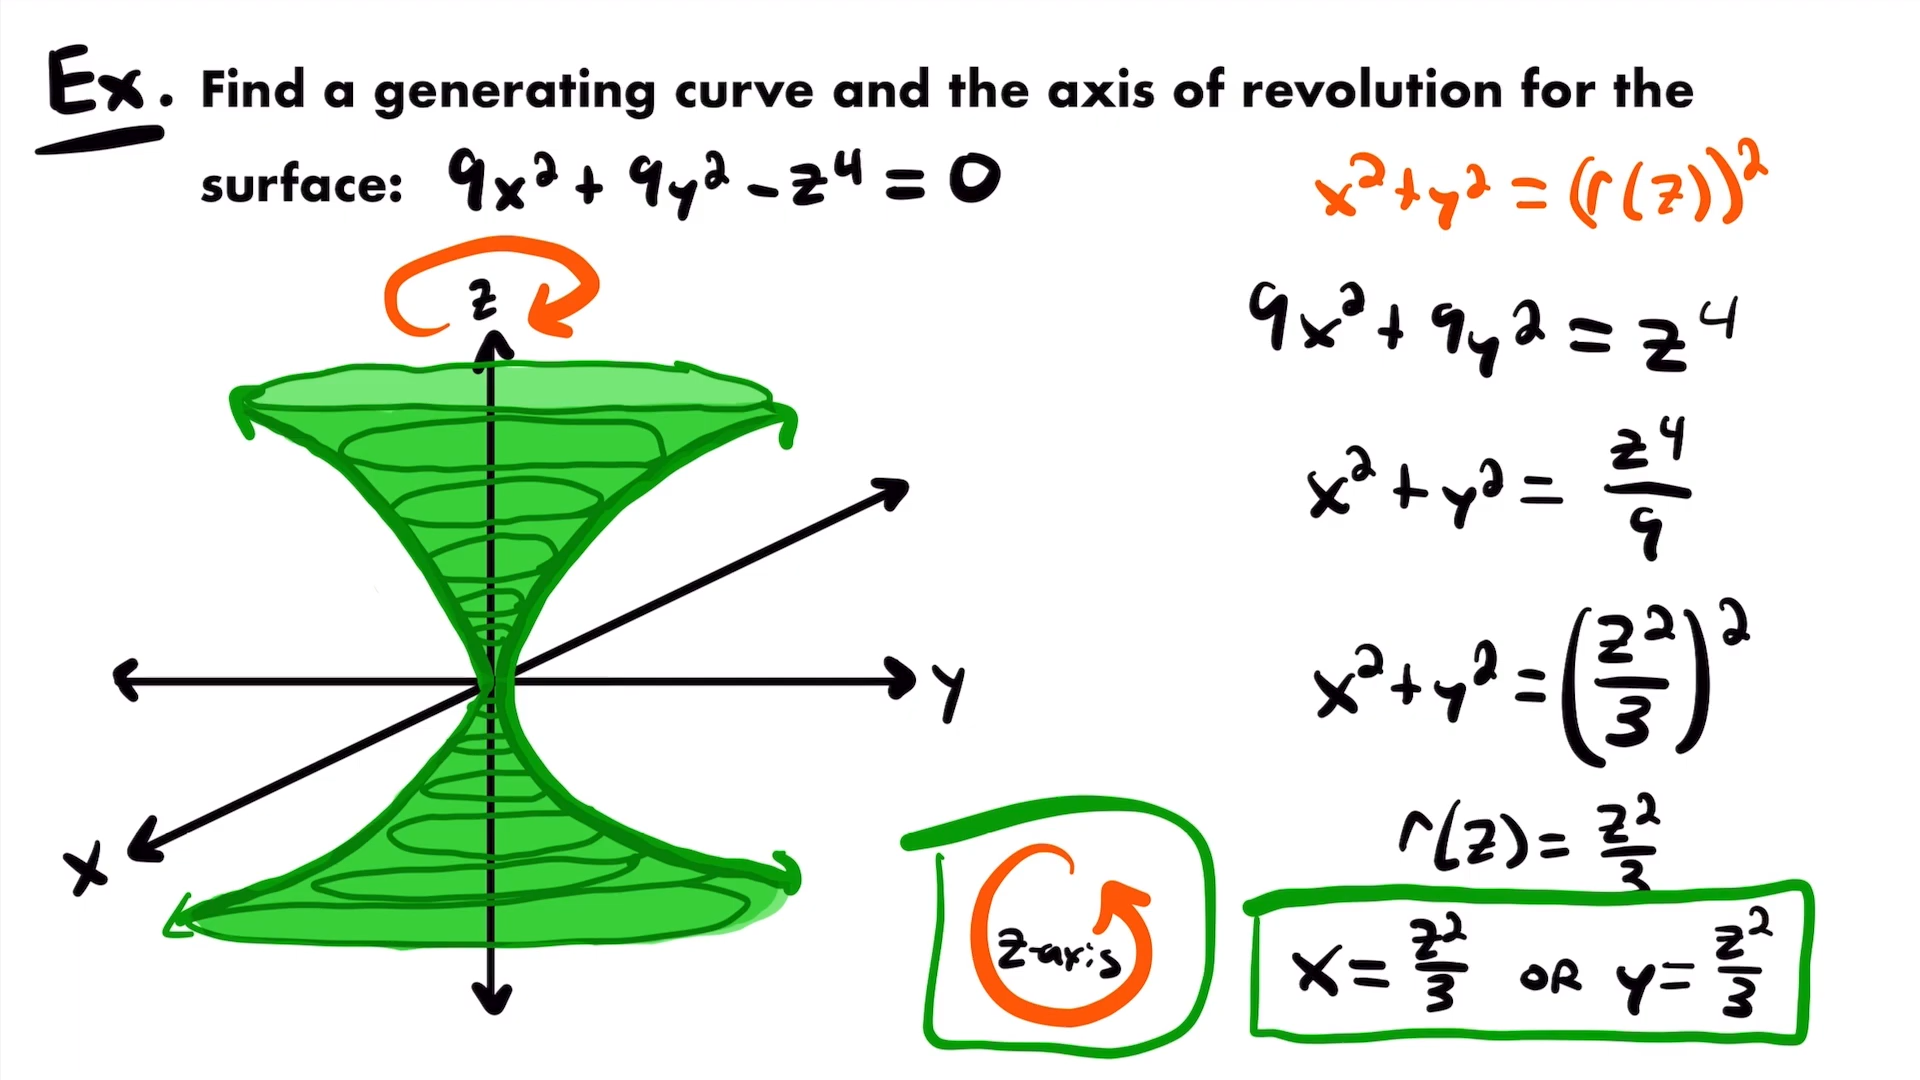 Ex. Find a generating curve and the axis of revolution for the
surface: 9x² + 9y² - z⁴ = 0
x² + y² = (r(z))²
9x² + 9y² = z⁴
x² + y² = z⁴/9
x² + y² = (z²/3)²
r(z) = z²/3
x = z²/3 OR y = z²/3
z
y
x
z-axis